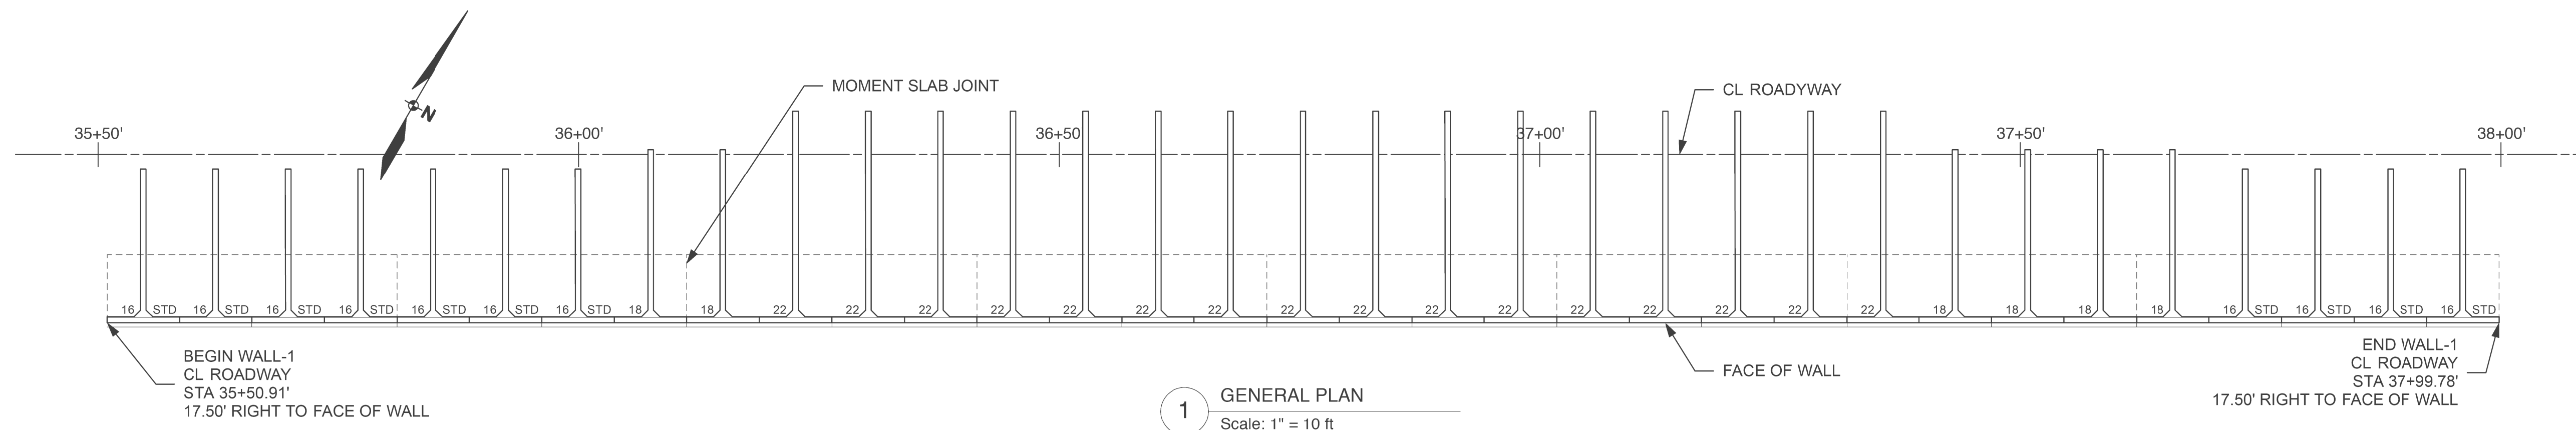 N
MOMENT SLAB JOINT
CL ROADYWAY
35+50'
36+00'
36+50
37+00'
37+50'
38+00'
16 STD 16 STD 16 STD 16 STD 16 STD 16 STD 16 STD 18 18 22 22 22 22 22 22 22 22 22 22 22 22 22 22 22 22 18 18 18 18 16 STD 16 STD 16 STD 16 STD
BEGIN WALL-1
CL ROADWAY
STA 35+50.91'
17.50' RIGHT TO FACE OF WALL
FACE OF WALL
END WALL-1
CL ROADWAY
STA 37+99.78'
17.50' RIGHT TO FACE OF WALL
1
GENERAL PLAN
Scale: 1" = 10 ft